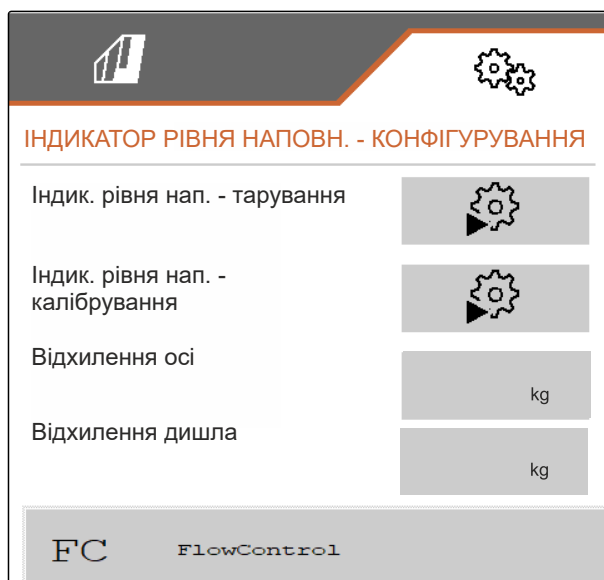 ІНДИКАТОР РІВНЯ НАПОВН. - КОНФІГУРУВАННЯ
Індик. рівня нап. - тарування
Індик. рівня нап. -
калібрування
Відхилення осі
kg
Відхилення дишла
kg
FC FlowControl